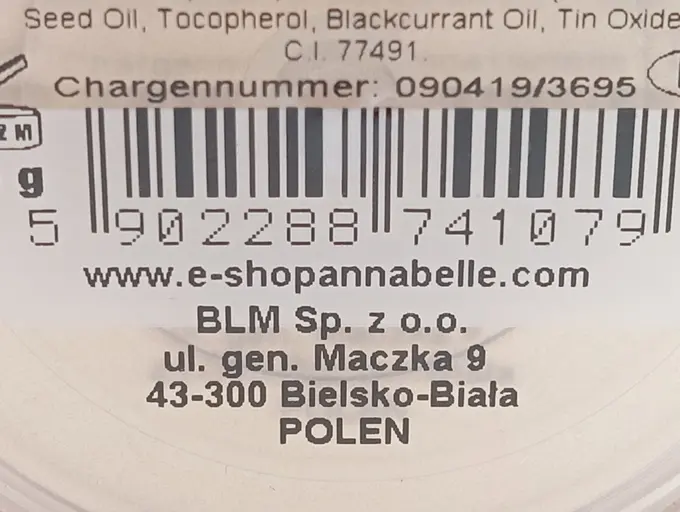 Seed Oil, Tocopherol, Blackcurrant Oil, Tin Oxide
C.I. 77491.
Chargennummer: 090419/3695
M
g
5 902288 741079
www.e-shopannabelle.com
BLM Sp. z o.o.
ul. gen. Maczka 9
43-300 Bielsko-Biała
POLEN